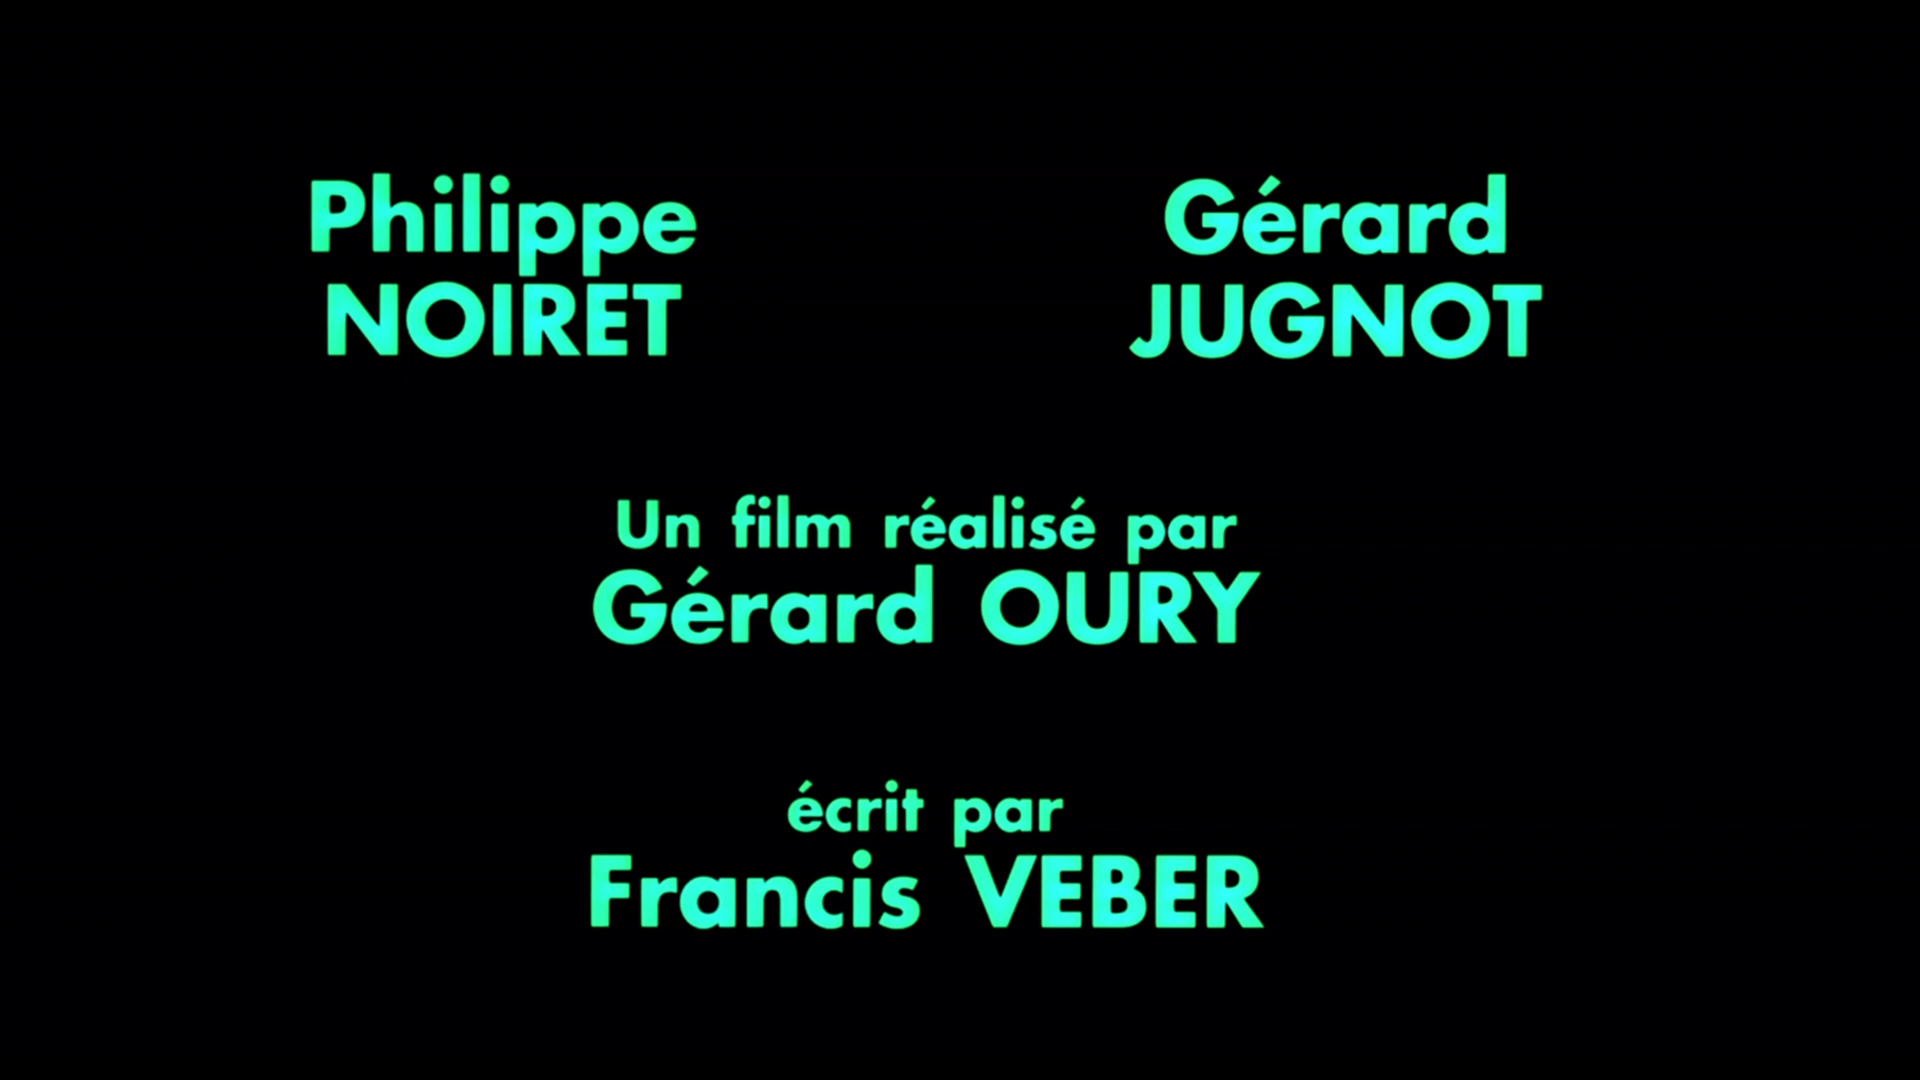 Philippe
NOIRET
Gérard
JUGNOT
Un film réalisé par
Gérard OURY
écrit par
Francis VEBER